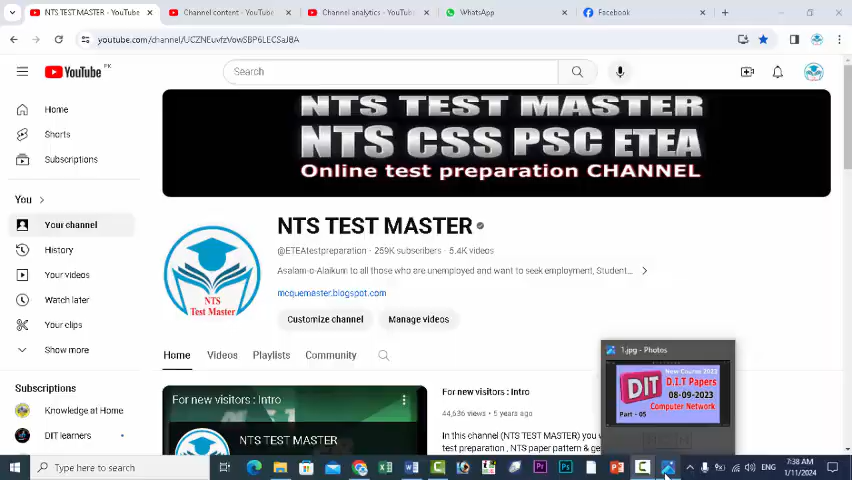 NTS TEST MASTER - YouTube
Channel content - YouTube
Channel analytics - YouTube
WhatsApp
Facebook
youtube.com/channel/UCZNEuvfzVowSBP6LECSaJ8A
YouTube PK
Search
Home
Shorts
Subscriptions
You
Your channel
History
Your videos
Watch later
Your clips
Show more
Subscriptions
Knowledge at Home
DIT learners
NTS TEST MASTER
NTS CSS PSC ETEA
Online test preparation CHANNEL
NTS
Test Master
NTS TEST MASTER
@ETEAtestpreparation · 259K subscribers · 5.4K videos
Asalam-o-Alaikum to all those who are unemployed and want to seek employment, Student...
mcquemaster.blogspot.com
Customize channel
Manage videos
Home
Videos
Playlists
Community
For new visitors : Intro
NTS TEST MASTER
For new visitors : Intro
44,636 views • 5 years ago
In this channel (NTS TEST MASTER) you w
video, NTS paper pattern & ge
1.jpg - Photos
New Course 2022
DIT
D.I.T Papers
08-09-2023
Computer Network
Part - 05
Type here to search
ENG
7:38 AM
1/11/2024